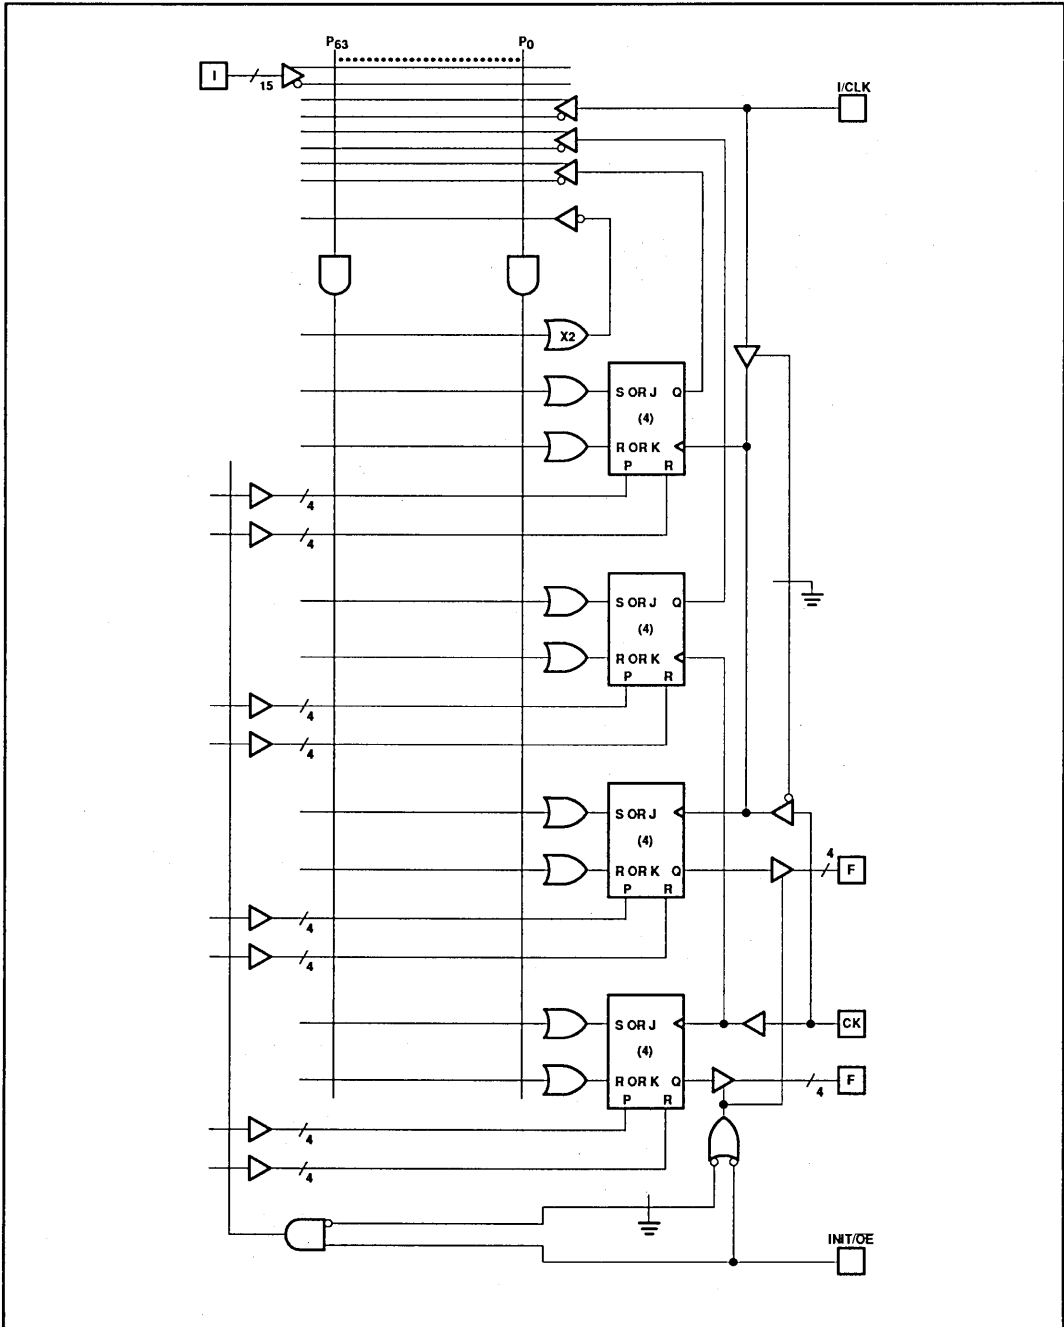 P63 P0
I 15
I/CLK
X2
S OR J Q
(4)
R OR K
P R
4
4
S OR J Q
(4)
R OR K
P R
4
4
S OR J
(4)
R OR K Q
P R
4 F
4
4
S OR J
CK
(4)
R OR K Q
4 F
P R
4
4
INIT/OE